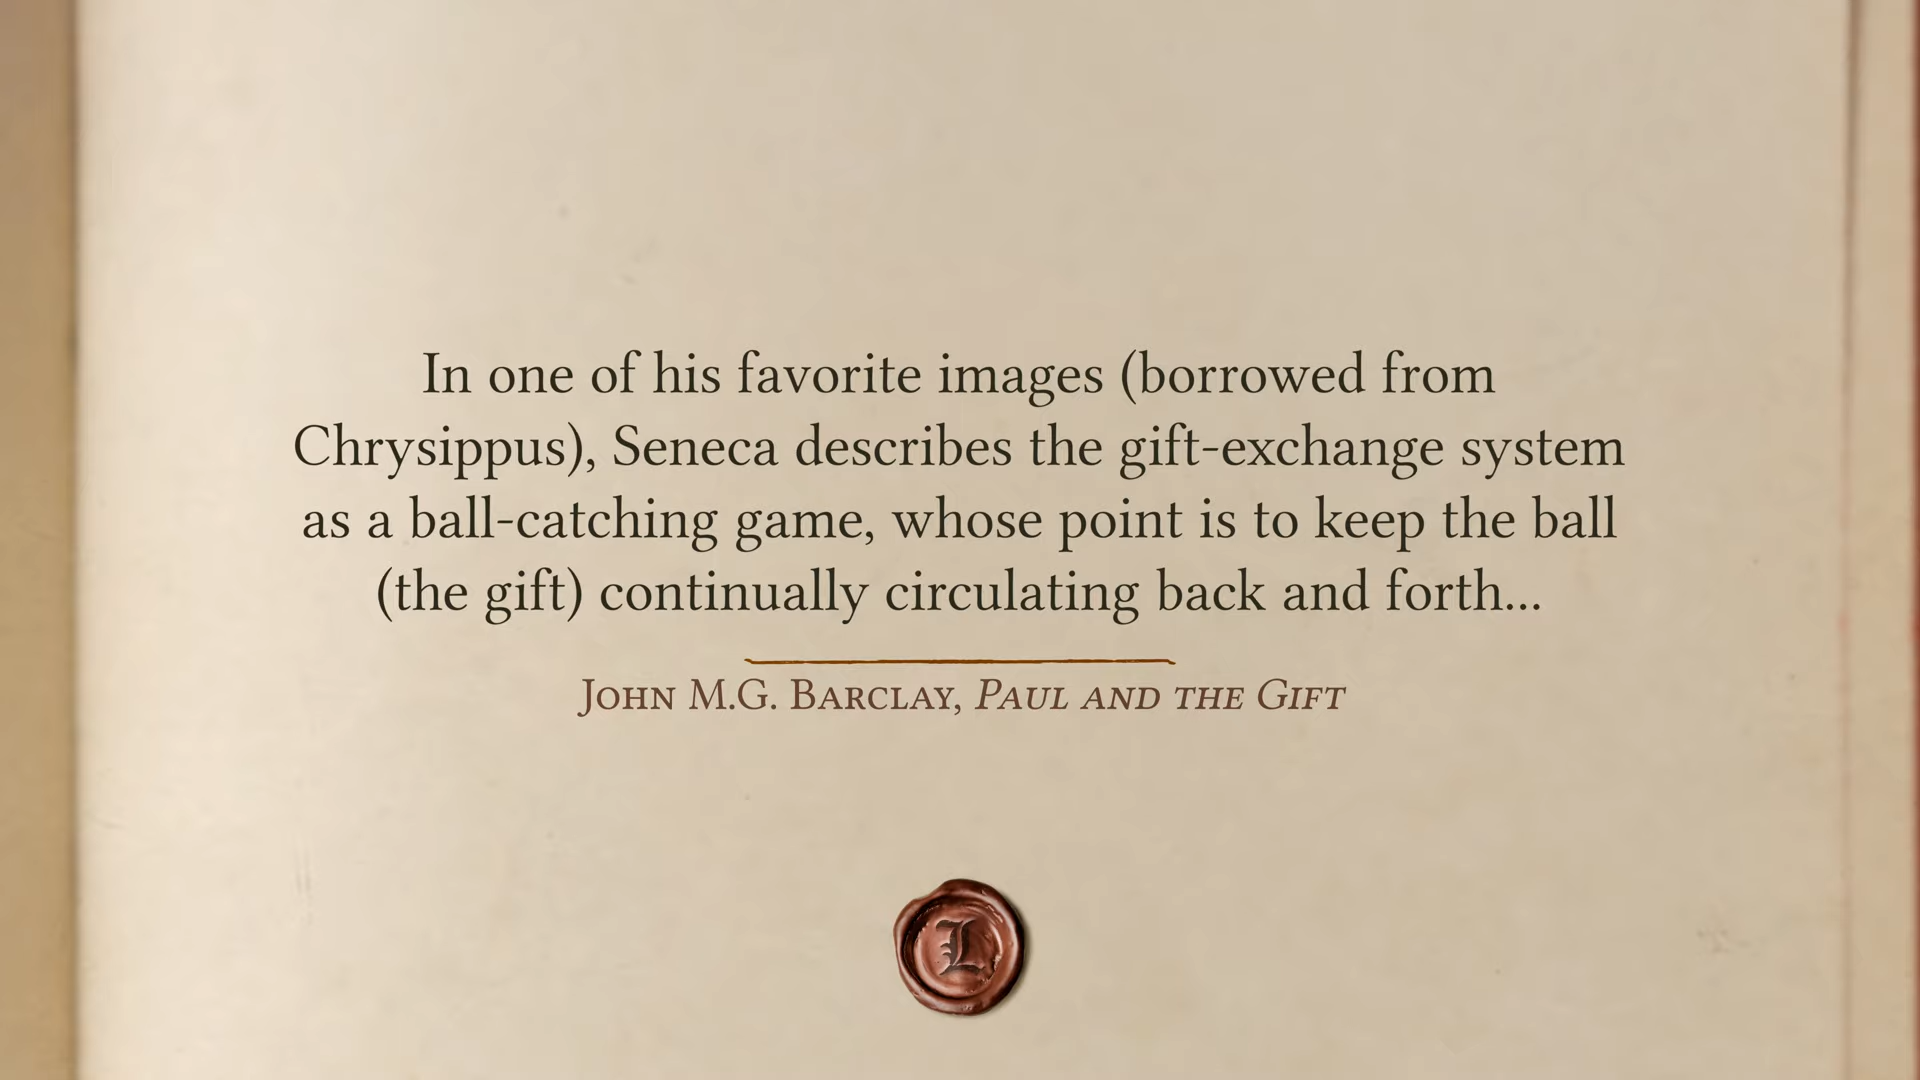 In one of his favorite images (borrowed from
Chrysippus), Seneca describes the gift-exchange system
as a ball-catching game, whose point is to keep the ball
(the gift) continually circulating back and forth...
John M.G. Barclay, Paul and the Gift
L